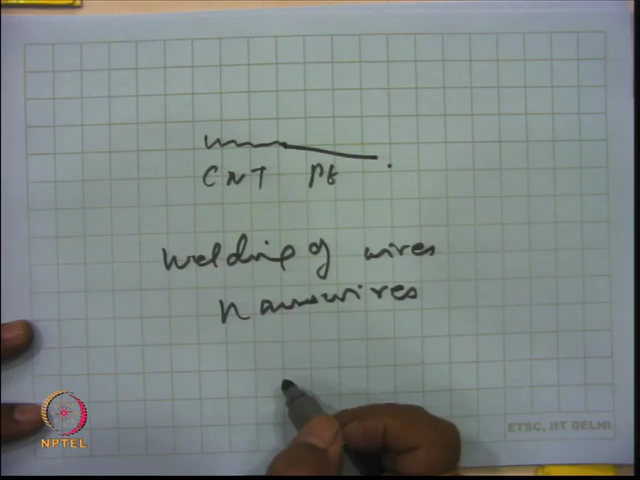 CNT Pt
Welding of wires
nanowires
NPTEL
ETSC, IIT DELHI